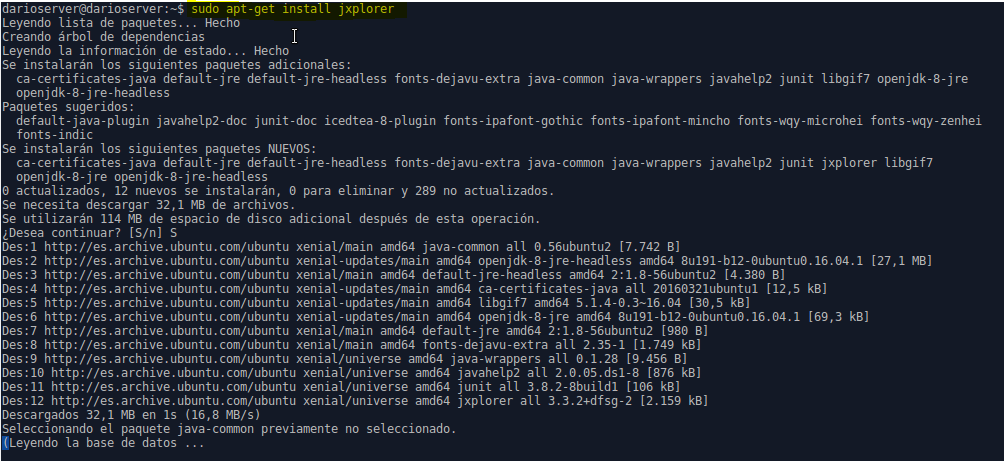 darioserver@darioserver:~$ sudo apt-get install jxplorer
Leyendo lista de paquetes... Hecho
Creando árbol de dependencias
Leyendo la información de estado... Hecho
Se instalarán los siguientes paquetes adicionales:
  ca-certificates-java default-jre default-jre-headless fonts-dejavu-extra java-common java-wrappers javahelp2 junit libgif7 openjdk-8-jre
  openjdk-8-jre-headless
Paquetes sugeridos:
  default-java-plugin javahelp2-doc junit-doc icedtea-8-plugin fonts-ipafont-gothic fonts-ipafont-mincho fonts-wqy-microhei fonts-wqy-zenhei
  fonts-indic
Se instalarán los siguientes paquetes NUEVOS:
  ca-certificates-java default-jre default-jre-headless fonts-dejavu-extra java-common java-wrappers javahelp2 junit jxplorer libgif7
  openjdk-8-jre openjdk-8-jre-headless
0 actualizados, 12 nuevos se instalarán, 0 para eliminar y 289 no actualizados.
Se necesita descargar 32,1 MB de archivos.
Se utilizarán 114 MB de espacio de disco adicional después de esta operación.
¿Desea continuar? [S/n] S
Des:1 http://es.archive.ubuntu.com/ubuntu xenial/main amd64 java-common all 0.56ubuntu2 [7.742 B]
Des:2 http://es.archive.ubuntu.com/ubuntu xenial-updates/main amd64 openjdk-8-jre-headless amd64 8u191-b12-0ubuntu0.16.04.1 [27,1 MB]
Des:3 http://es.archive.ubuntu.com/ubuntu xenial/main amd64 default-jre-headless amd64 2:1.8-56ubuntu2 [4.380 B]
Des:4 http://es.archive.ubuntu.com/ubuntu xenial-updates/main amd64 ca-certificates-java all 20160321ubuntu1 [12,5 kB]
Des:5 http://es.archive.ubuntu.com/ubuntu xenial-updates/main amd64 libgif7 amd64 5.1.4-0.3~16.04 [30,5 kB]
Des:6 http://es.archive.ubuntu.com/ubuntu xenial-updates/main amd64 openjdk-8-jre amd64 8u191-b12-0ubuntu0.16.04.1 [69,3 kB]
Des:7 http://es.archive.ubuntu.com/ubuntu xenial/main amd64 default-jre amd64 2:1.8-56ubuntu2 [980 B]
Des:8 http://es.archive.ubuntu.com/ubuntu xenial/main amd64 fonts-dejavu-extra all 2.35-1 [1.749 kB]
Des:9 http://es.archive.ubuntu.com/ubuntu xenial/universe amd64 java-wrappers all 0.1.28 [9.456 B]
Des:10 http://es.archive.ubuntu.com/ubuntu xenial/universe amd64 javahelp2 all 2.0.05.ds1-8 [876 kB]
Des:11 http://es.archive.ubuntu.com/ubuntu xenial/universe amd64 junit all 3.8.2-8build1 [106 kB]
Des:12 http://es.archive.ubuntu.com/ubuntu xenial/universe amd64 jxplorer all 3.3.2+dfsg-2 [2.159 kB]
Descargados 32,1 MB en 1s (16,8 MB/s)
Seleccionando el paquete java-common previamente no seleccionado.
(Leyendo la base de datos ...